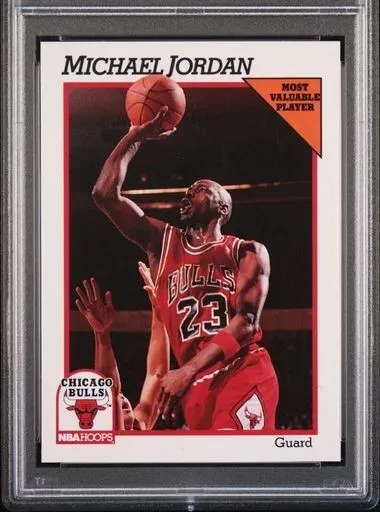 MICHAEL JORDAN
MOST
VALUABLE
PLAYER
BULLS
23
CHICAGO
BULLS
NBA HOOPS
Guard